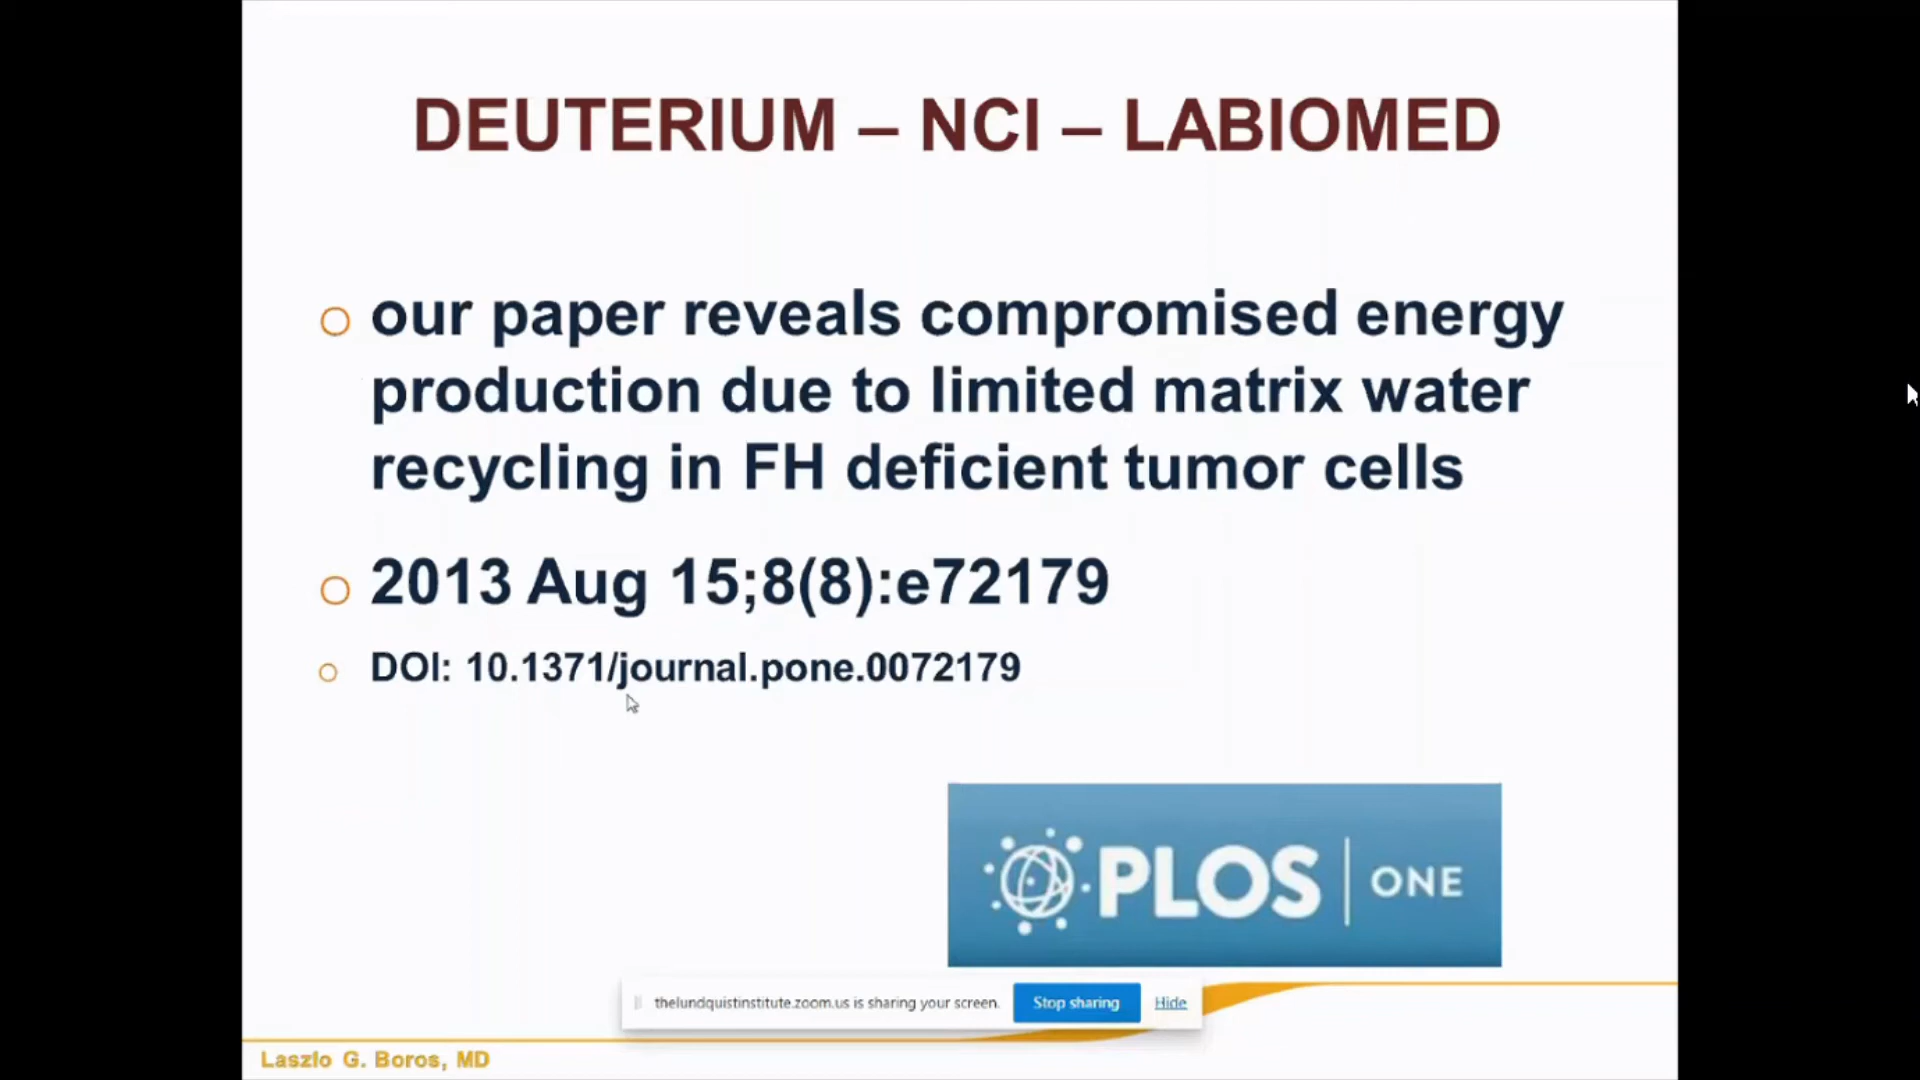 DEUTERIUM – NCI – LABIOMED
our paper reveals compromised energy
production due to limited matrix water
recycling in FH deficient tumor cells
2013 Aug 15;8(8):e72179
DOI: 10.1371/journal.pone.0072179
PLOS | ONE
thelundquistinstitute.zoom.us is sharing your screen. Stop sharing Hide
Laszlo G. Boros, MD